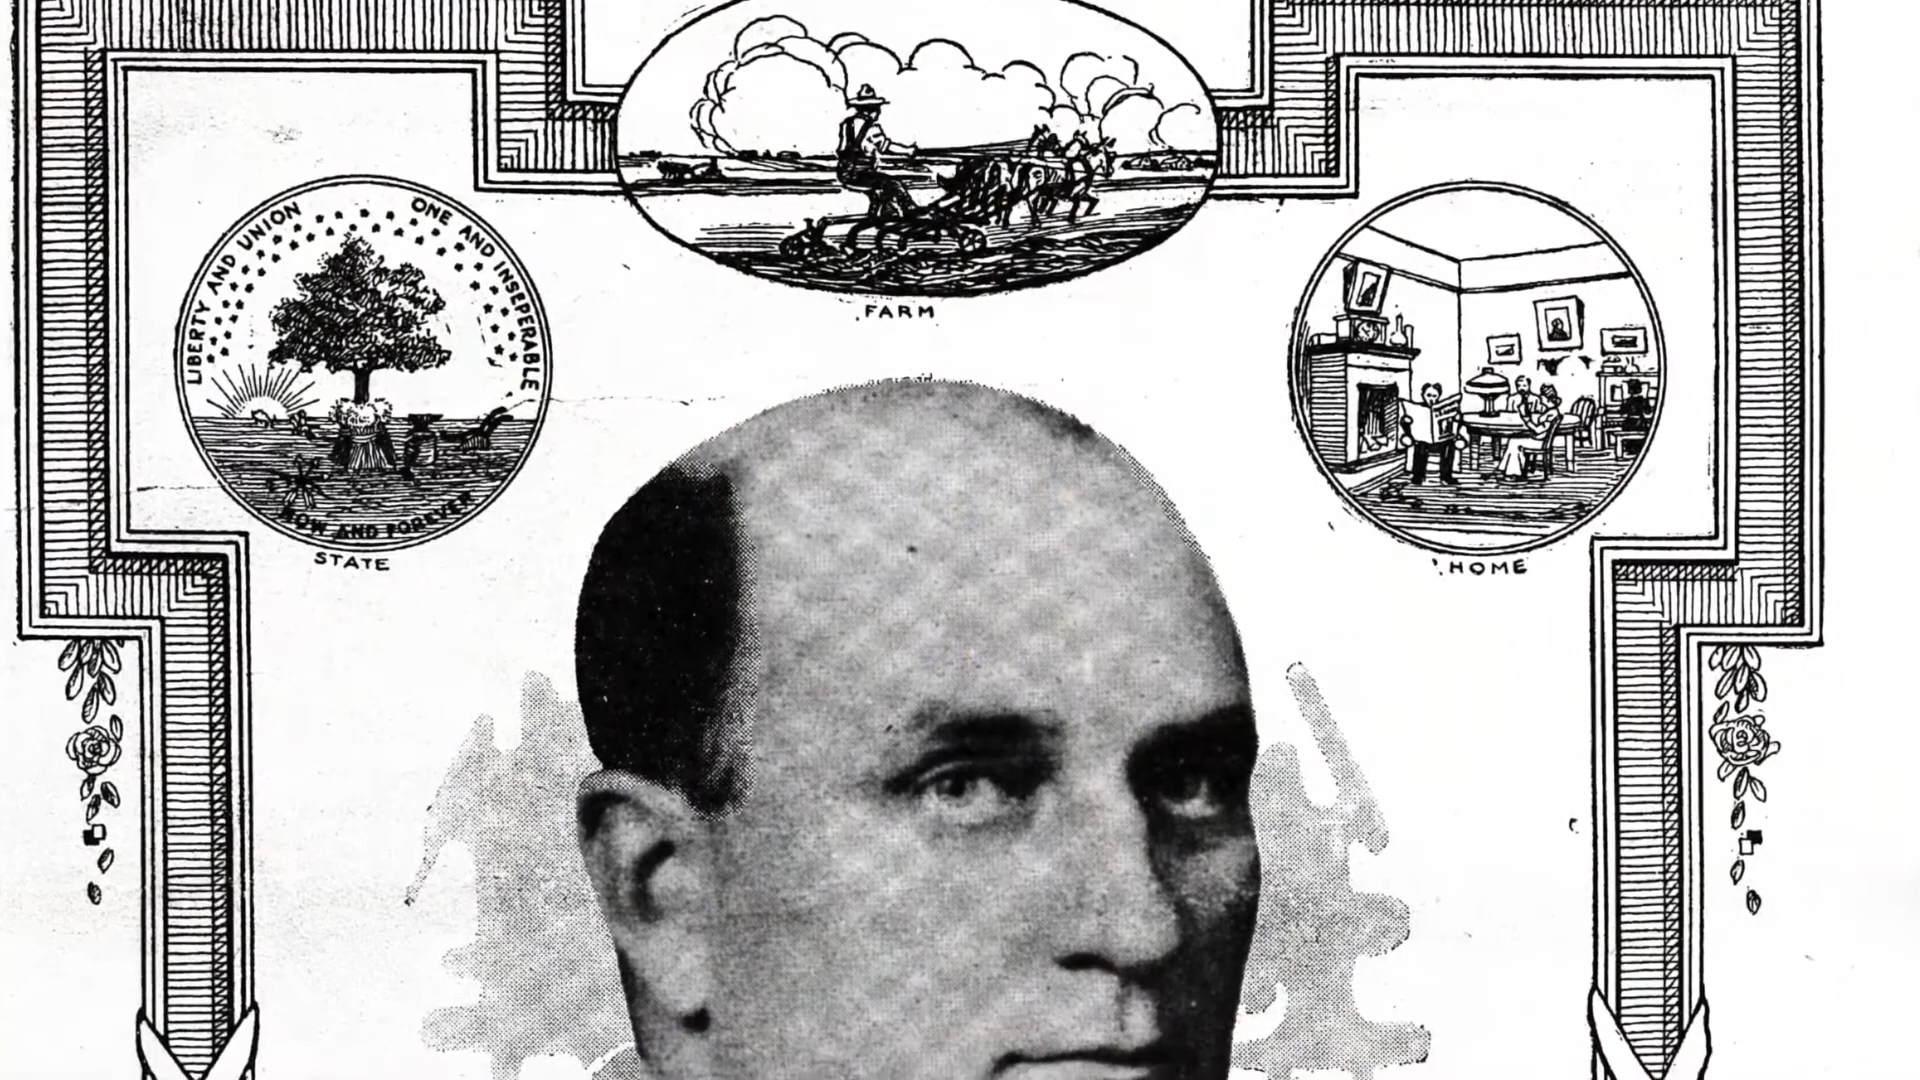 LIBERTY AND UNION ONE AND INSEPERABLE
NOW AND FOREVER
STATE
FARM
HOME